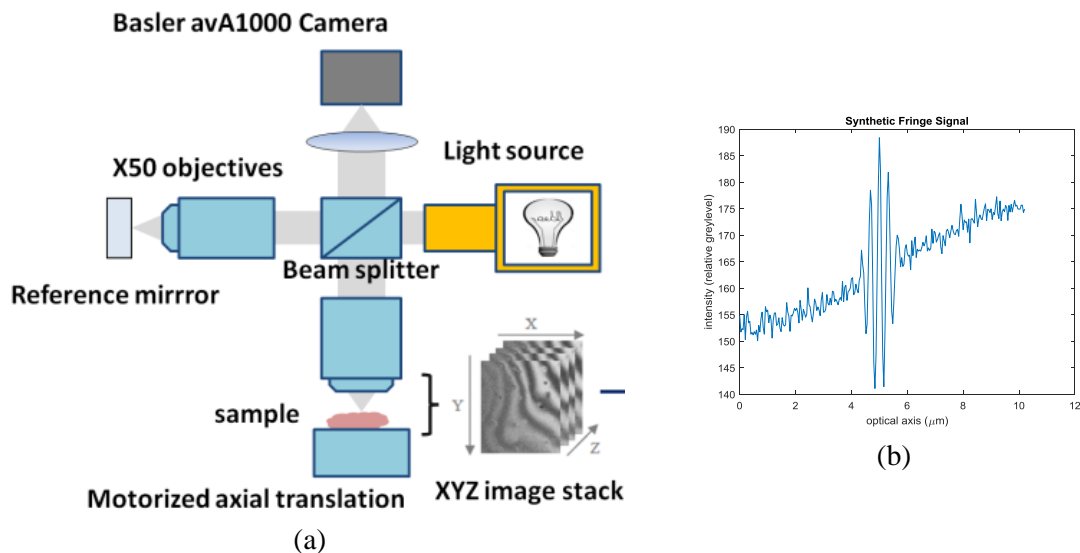 Basler avA1000 Camera
X50 objectives
Light source
Beam splitter
Reference mirrror
sample
X
Y
Z
Motorized axial translation
XYZ image stack
(a)
Synthetic Fringe Signal
intensity (relative greylevel)
190
185
180
175
170
165
160
155
150
145
140
0 2 4 6 8 10 12
optical axis (μm)
(b)